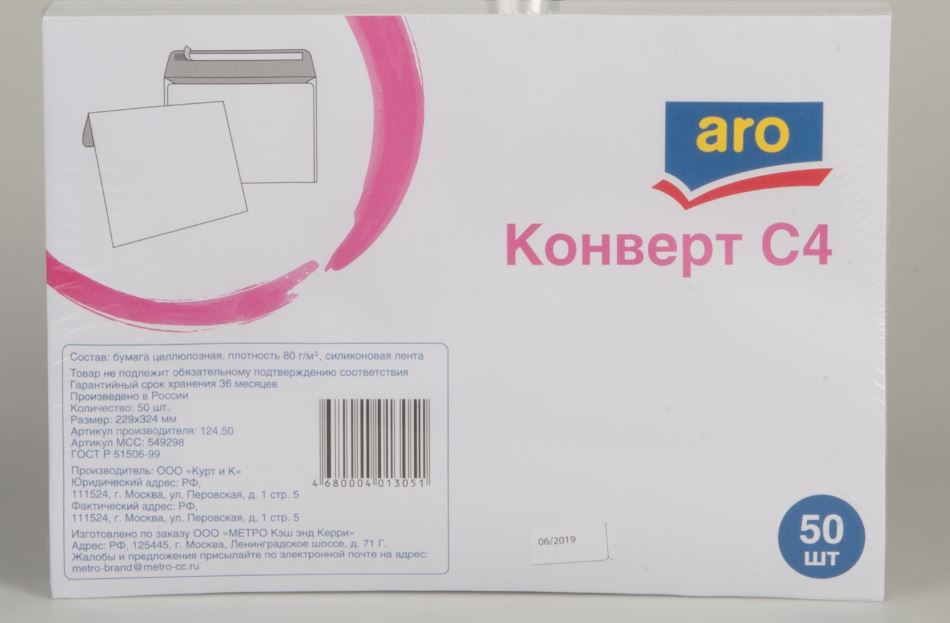 aro
Конверт С4
Состав: бумага целлюлозная, плотность 80 г/м², силиконовая лента
Товар не подлежит обязательному подтверждению соответствия
Гарантийный срок хранения 36 месяцев
Произведено в России
Количество: 50 шт.
Размер: 229х324 мм
Артикул производителя: 124.50
Артикул МСС: 549298
ГОСТ Р 51506-99
Производитель: ООО «Курт и К»
Юридический адрес: РФ,
111524, г. Москва, ул. Перовская, д. 1 стр. 5
Фактический адрес: РФ,
111524, г. Москва, ул. Перовская, д. 1 стр. 5
Изготовлено по заказу ООО «МЕТРО Кэш энд Керри»
Адрес: РФ, 125445, г. Москва, Ленинградское шоссе, д. 71 Г.
Жалобы и предложения присылайте по электронной почте на адрес:
metro-brand@metro-cc.ru
4 680004 013051
06/2019
50
шт